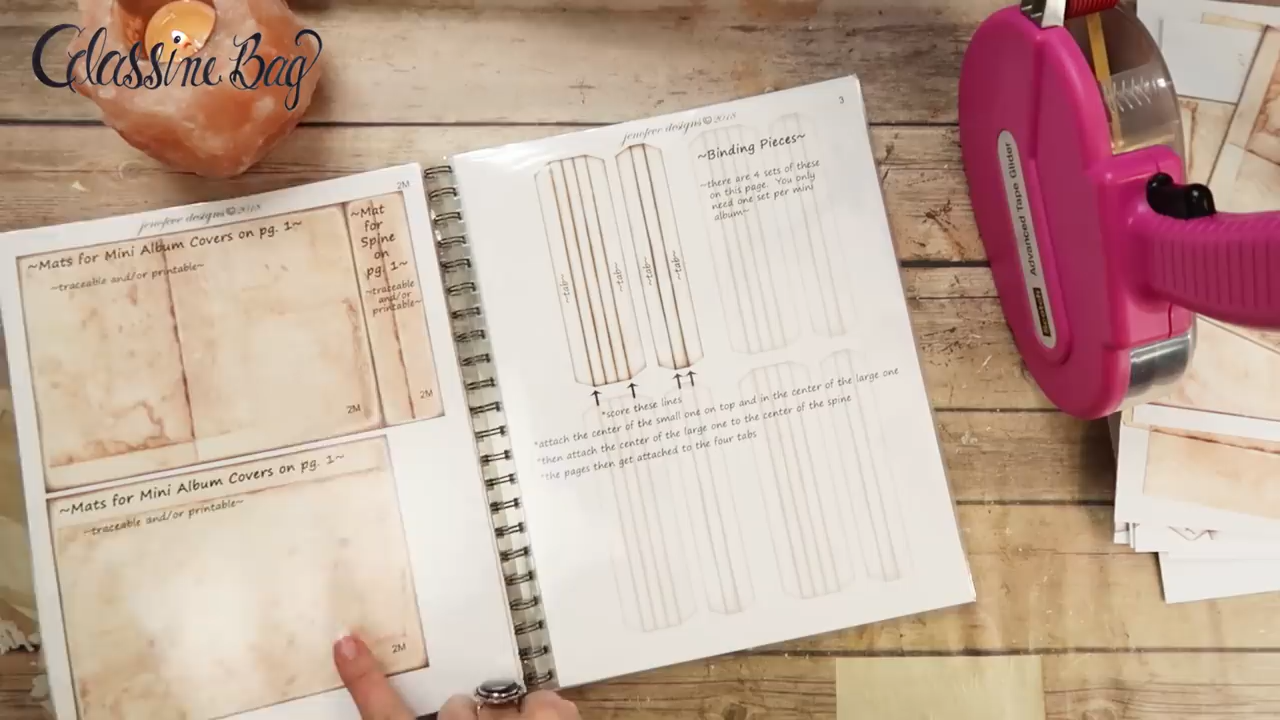 Glassine Bag
jenefer designs©2018
2M
~Mats for Mini Album Covers on pg. 1~
~traceable and/or printable~
2M
~Mat
for
Spine
on
pg. 1~
~traceable
and/or
printable~
2M
~Mats for Mini Album Covers on pg. 1~
~traceable and/or printable~
2M
jenefer designs©2018
3
~Binding Pieces~
~there are 4 sets of these
on this page. You only
need one set per mini
album~
~tab~
~tab~
~tab~
~tab~
*score these lines
*attach the center of the small one on top and in the center of the large one
*then attach the center of the large one to the center of the spine
*the pages then get attached to the four tabs
Advanced Tape Glider
Scotch